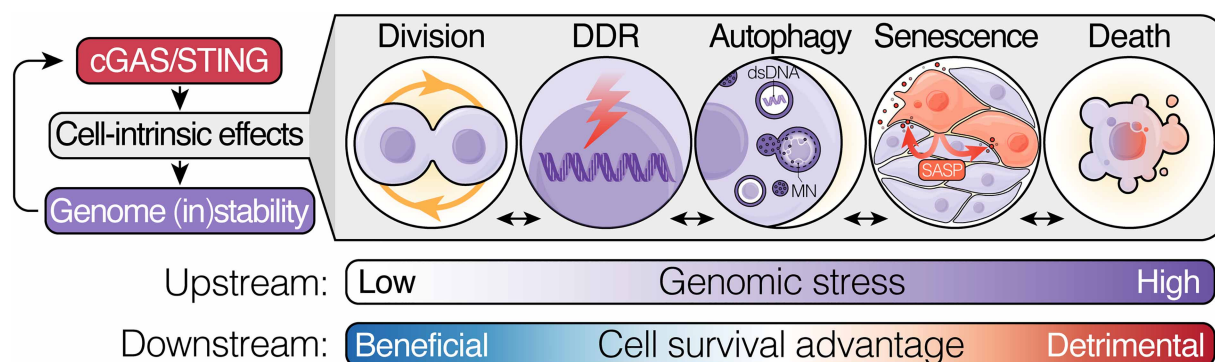 cGAS/STING
Cell-intrinsic effects
Genome (in)stability
Division DDR Autophagy Senescence Death
dsDNA
MN
SASP
Upstream: Low Genomic stress High
Downstream: Beneficial Cell survival advantage Detrimental